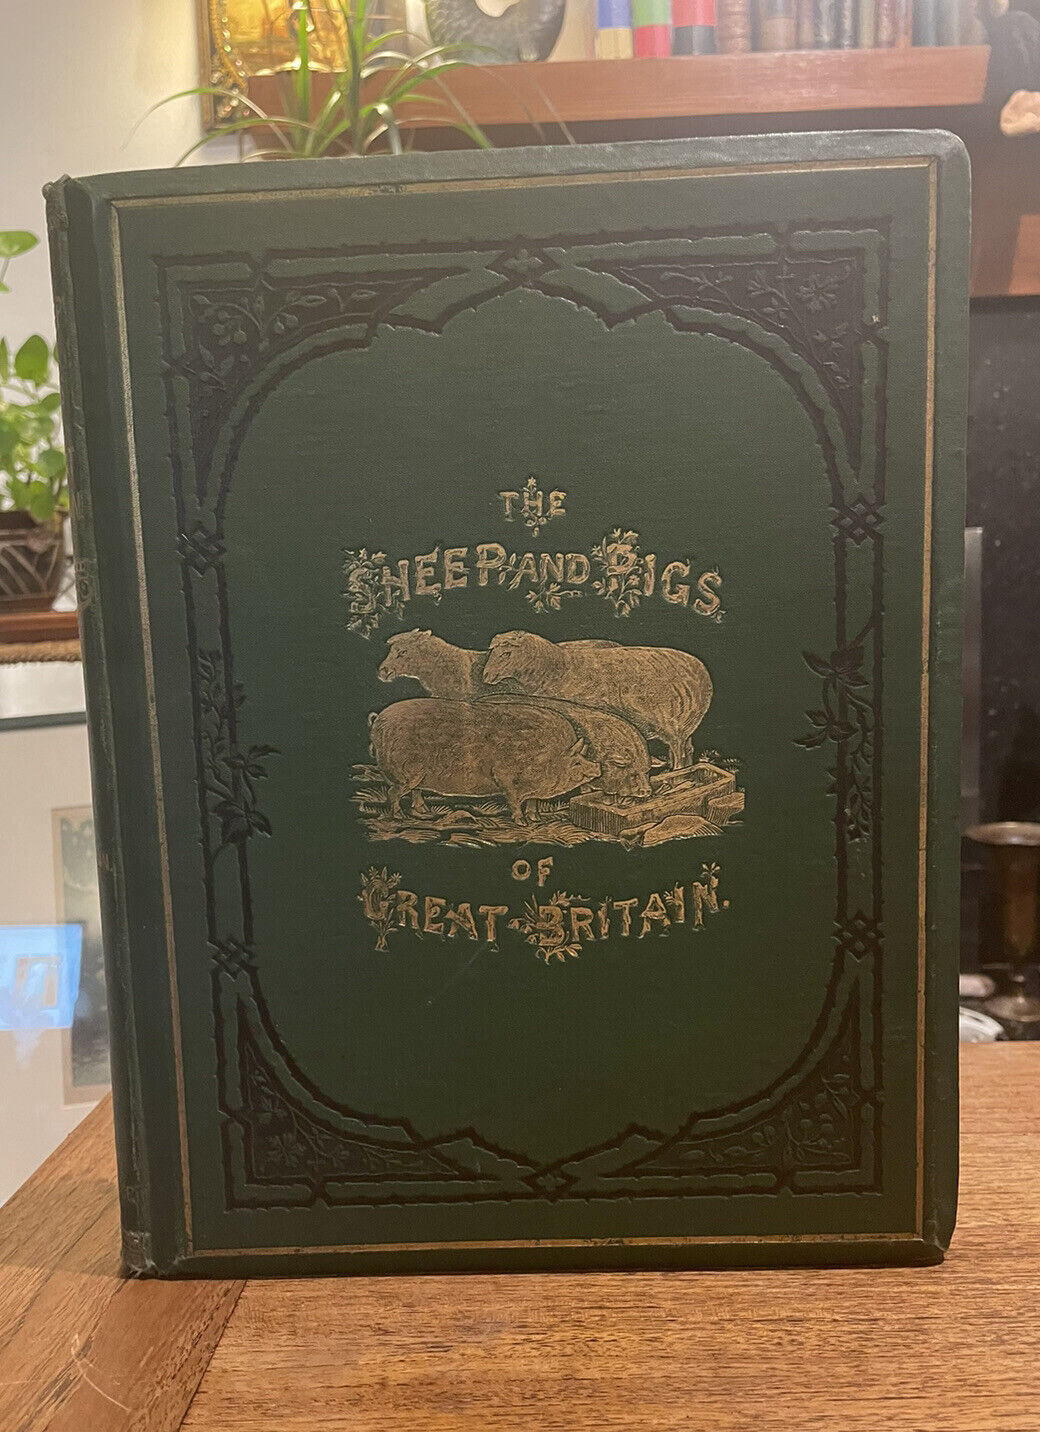 THE
SHEEP AND PIGS
OF
GREAT-BRITAIN.